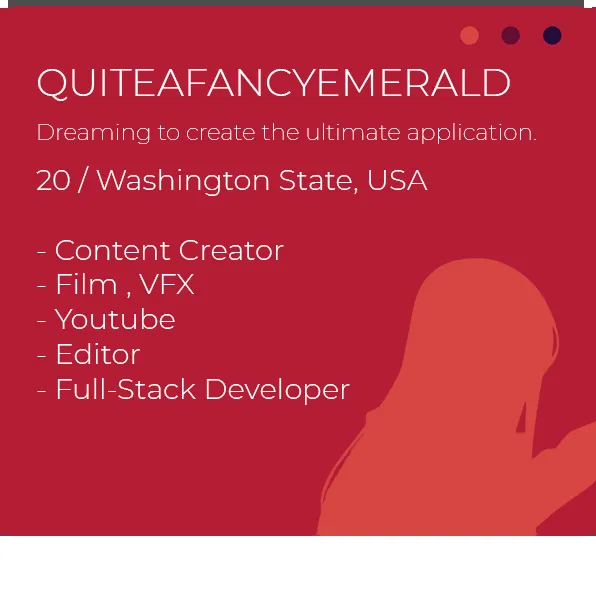 QUITEAFANCYEMERALD
Dreaming to create the ultimate application.
20 / Washington State, USA
- Content Creator
- Film , VFX
- Youtube
- Editor
- Full-Stack Developer